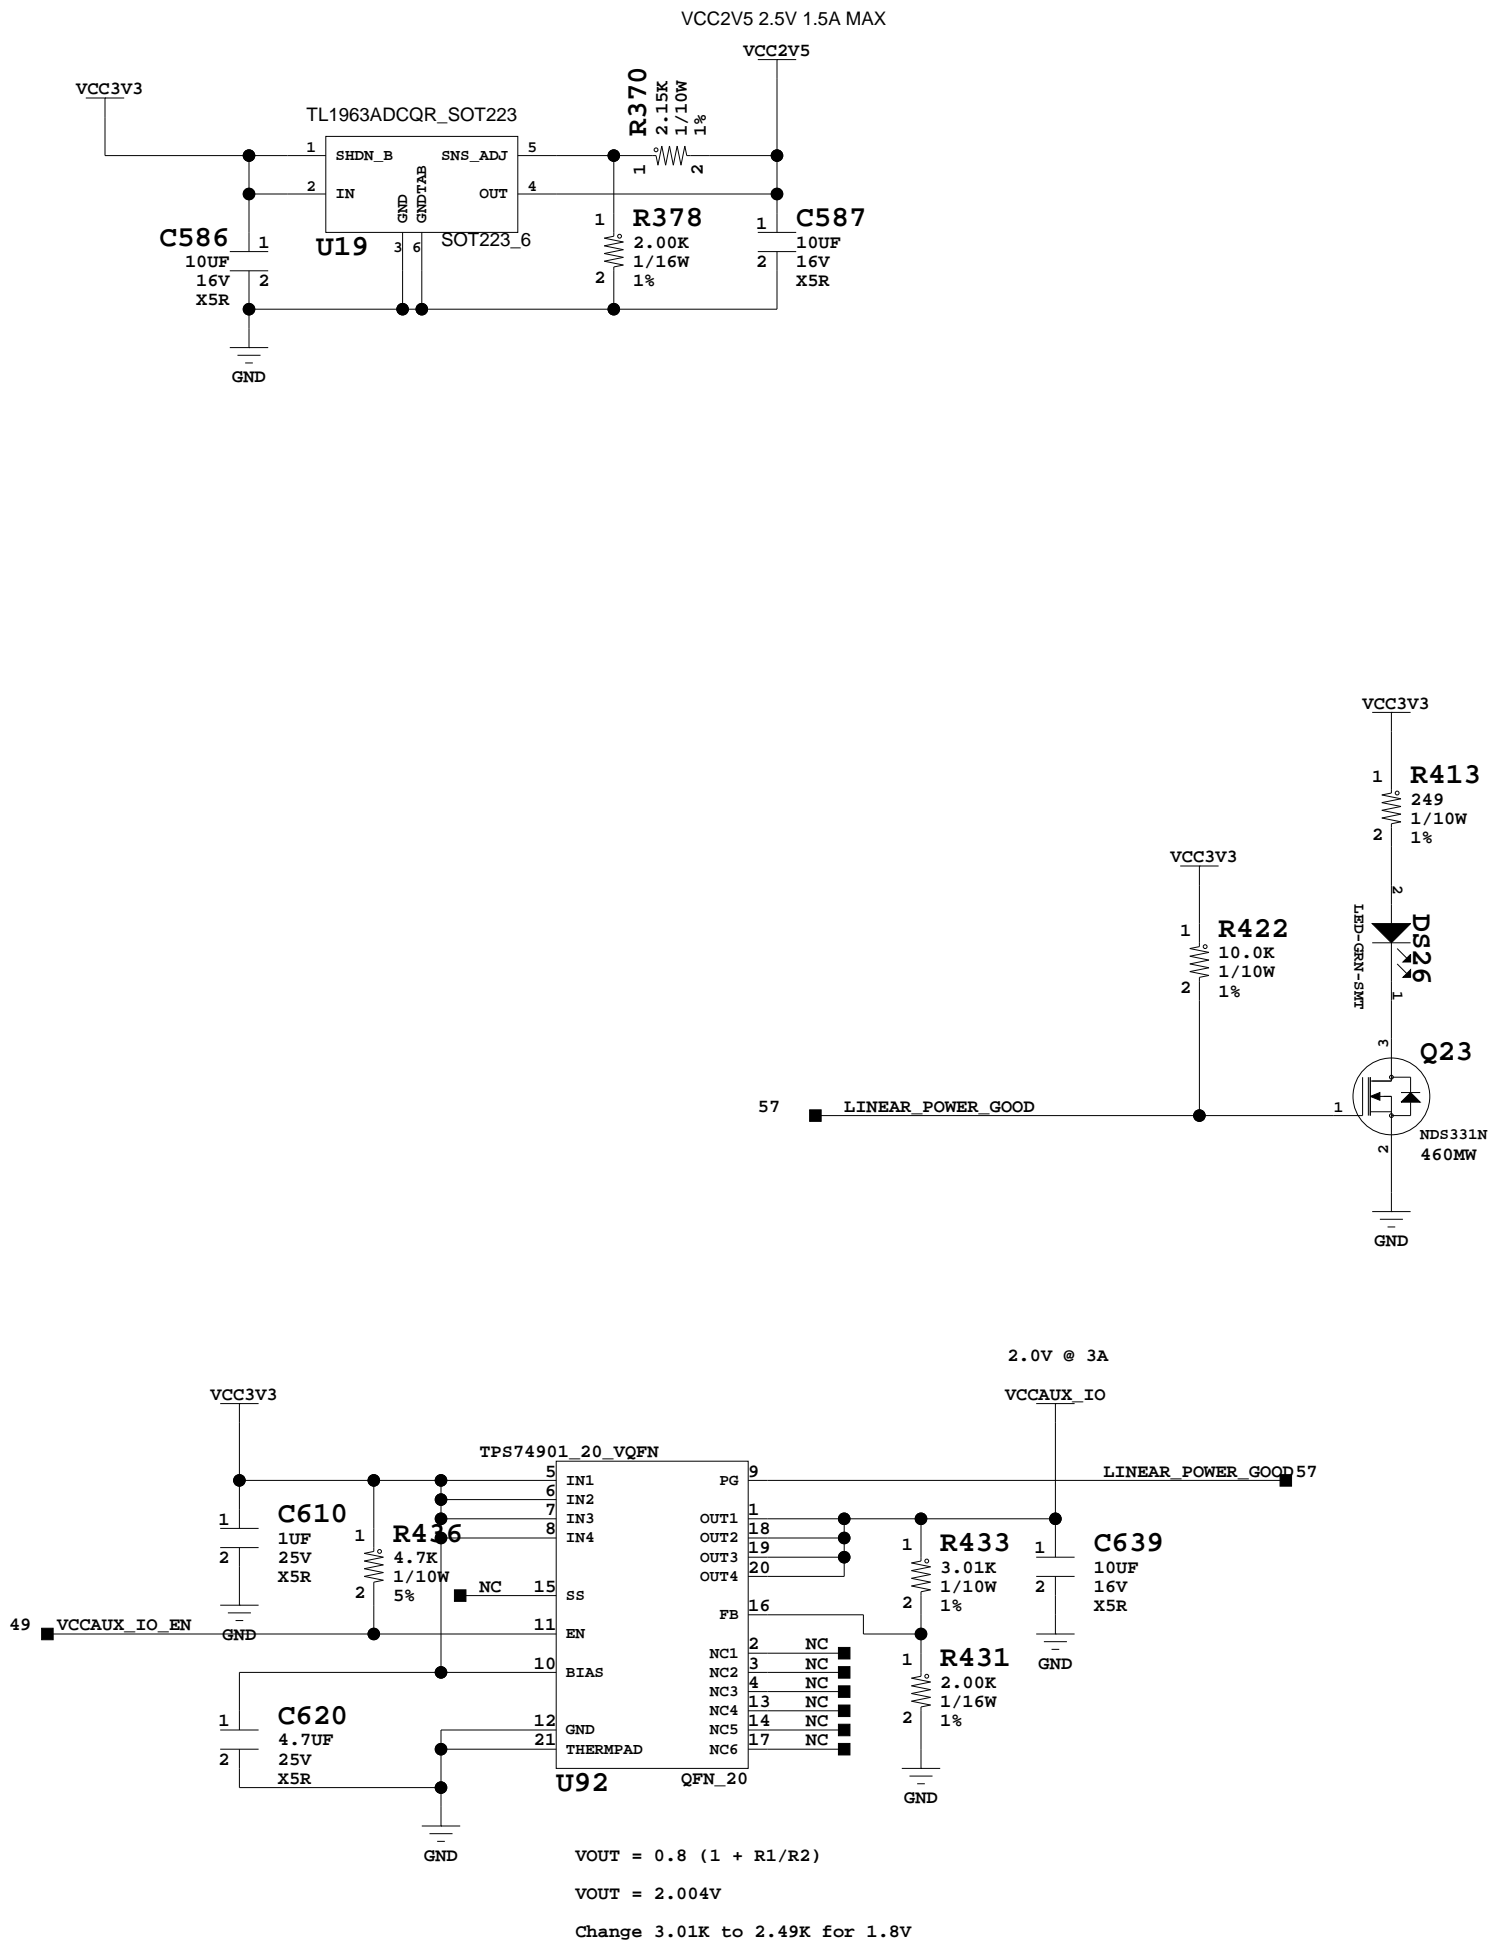 VCC2V5 2.5V 1.5A MAX
VCC2V5
VCC3V3
TL1963ADCQR_SOT223
R370
2.15K
1/10W
1%
1
2
1
SHDN_B
SNS_ADJ
5
2
IN
OUT
4
GND
GNDTAB
3
6
U19
SOT223_6
C586
10UF
16V
X5R
1
2
1
2
R378
2.00K
1/16W
1%
1
2
C587
10UF
16V
X5R
GND
VCC3V3
1
2
R413
249
1/10W
1%
VCC3V3
1
2
R422
10.0K
1/10W
1%
2
LED-GRN-SMT
DS26
1
3
Q23
57
LINEAR_POWER_GOOD
1
NDS331N
460MW
2
GND
2.0V @ 3A
VCC3V3
VCCAUX_IO
TPS74901_20_VQFN
5
IN1
PG
9
LINEAR_POWER_GOOD
57
6
IN2
7
IN3
OUT1
1
8
IN4
OUT2
18
OUT3
19
OUT4
20
1
2
C610
1UF
25V
X5R
1
2
R436
4.7K
1/10W
5%
NC
15
SS
1
2
R433
3.01K
1/10W
1%
1
2
C639
10UF
16V
X5R
FB
16
49
VCCAUX_IO_EN
GND
11
EN
10
BIAS
NC1
2
NC
NC2
3
NC
NC3
4
NC
NC4
13
NC
NC5
14
NC
NC6
17
NC
GND
1
2
R431
2.00K
1/16W
1%
1
2
C620
4.7UF
25V
X5R
12
GND
21
THERMPAD
U92
QFN_20
GND
GND
VOUT = 0.8 (1 + R1/R2)
VOUT = 2.004V
Change 3.01K to 2.49K for 1.8V